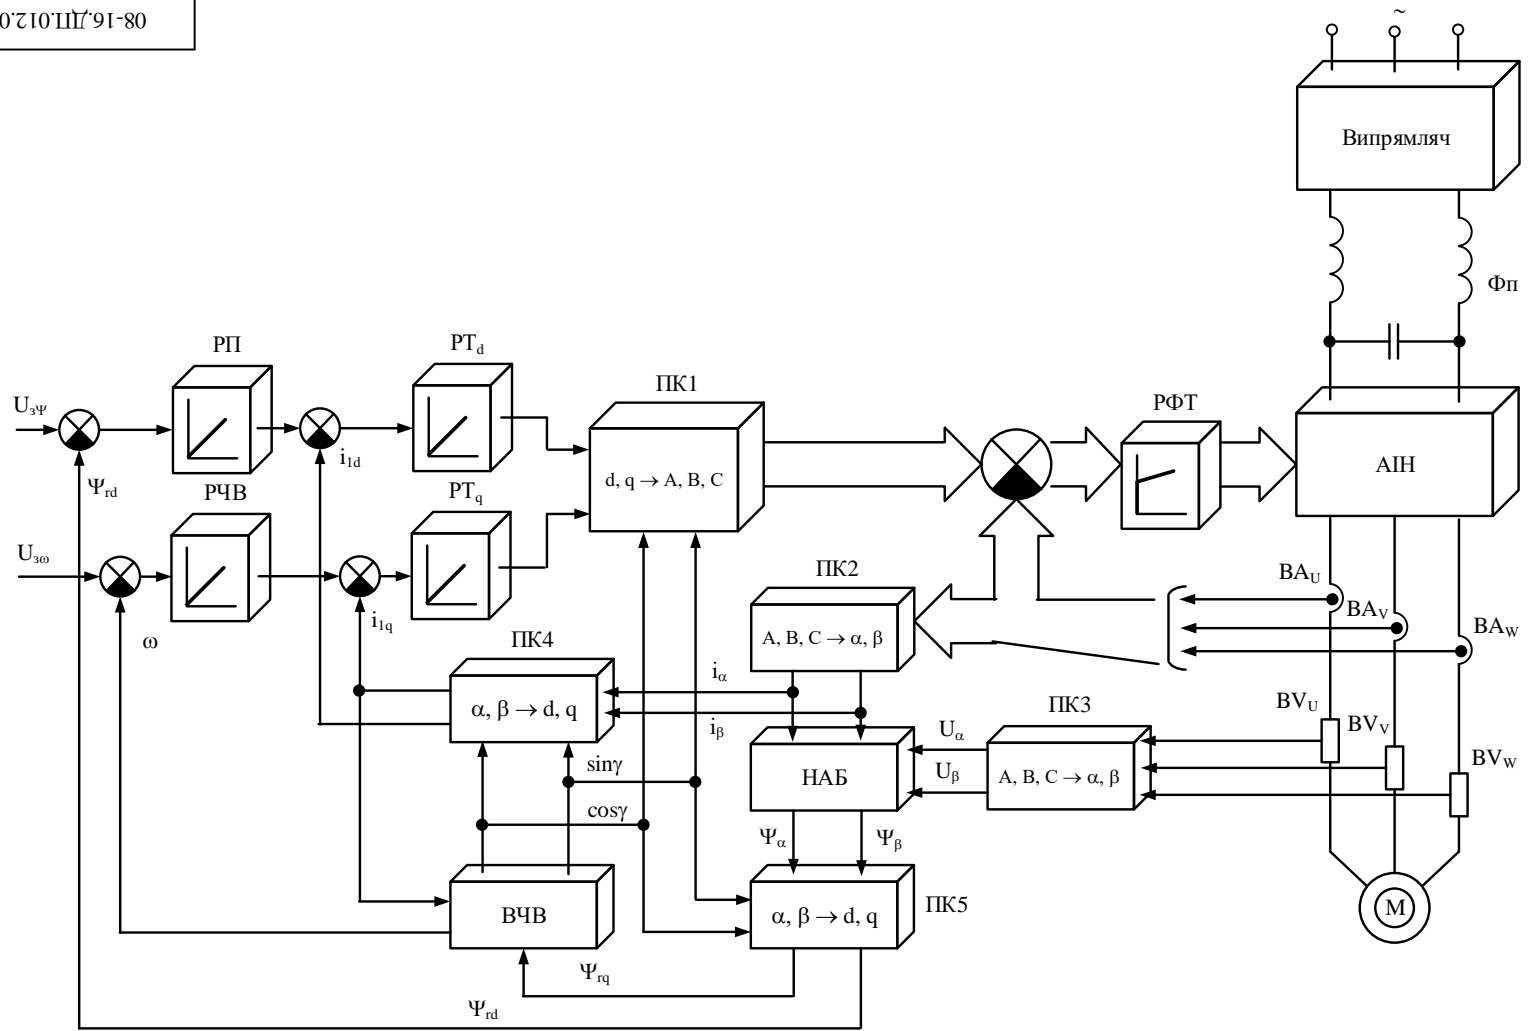 08-16.ДП.012.0
~
Випрямляч
Фп
РП
РТd
ПК1
РФТ
UзΨ
i1d
d, q → A, B, C
АІН
Ψrd
РЧВ
РТq
Uзω
ПК2
BAU
BAV
BAW
i1q
ω
ПК4
A, B, C → α, β
iα
α, β → d, q
iβ
ПК3
BVU
BVV
BVW
Uα
sinγ
НАБ
Uβ
A, B, C → α, β
cosγ
Ψα
Ψβ
ВЧВ
α, β → d, q
ПК5
М
Ψrq
Ψrd